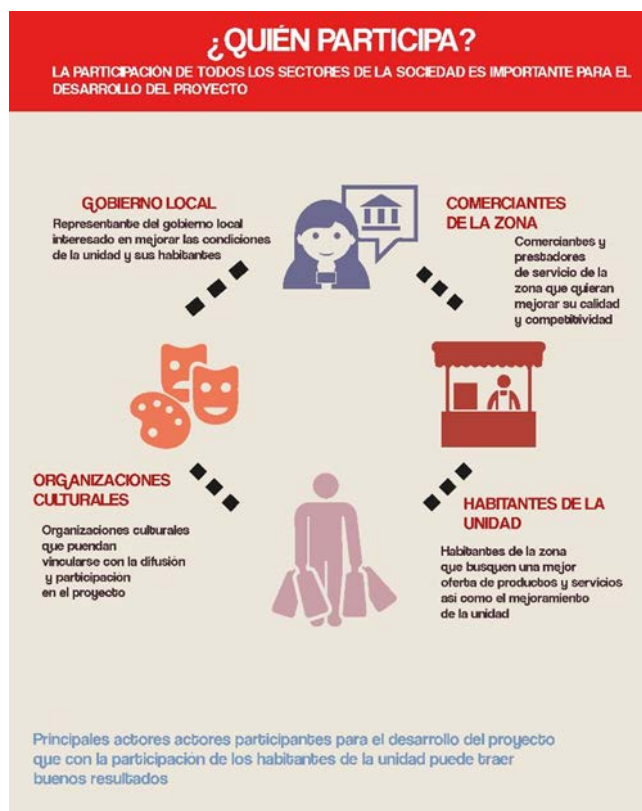 ¿QUIÉN PARTICIPA?
LA PARTICIPACIÓN DE TODOS LOS SECTORES DE LA SOCIEDAD ES IMPORTANTE PARA EL
DESARROLLO DEL PROYECTO
GOBIERNO LOCAL
Representante del gobierno local
interesado en mejorar las condiciones
de la unidad y sus habitantes
COMERCIANTES
DE LA ZONA
Comerciantes y
prestadores
de servicio de la
zona que quieran
mejorar su calidad
y competitividad
ORGANIZACIONES
CULTURALES
Organizaciones culturales
que puendan
vincularse con la difusión
y participación
en el proyecto
HABITANTES DE LA
UNIDAD
Habitantes de la zona
que busquen una mejor
oferta de productos y servicios
así como el mejoramiento
de la unidad
Principales actores actores participantes para el desarrollo del proyecto
que con la participación de los habitantes de la unidad puede traer
buenos resultados